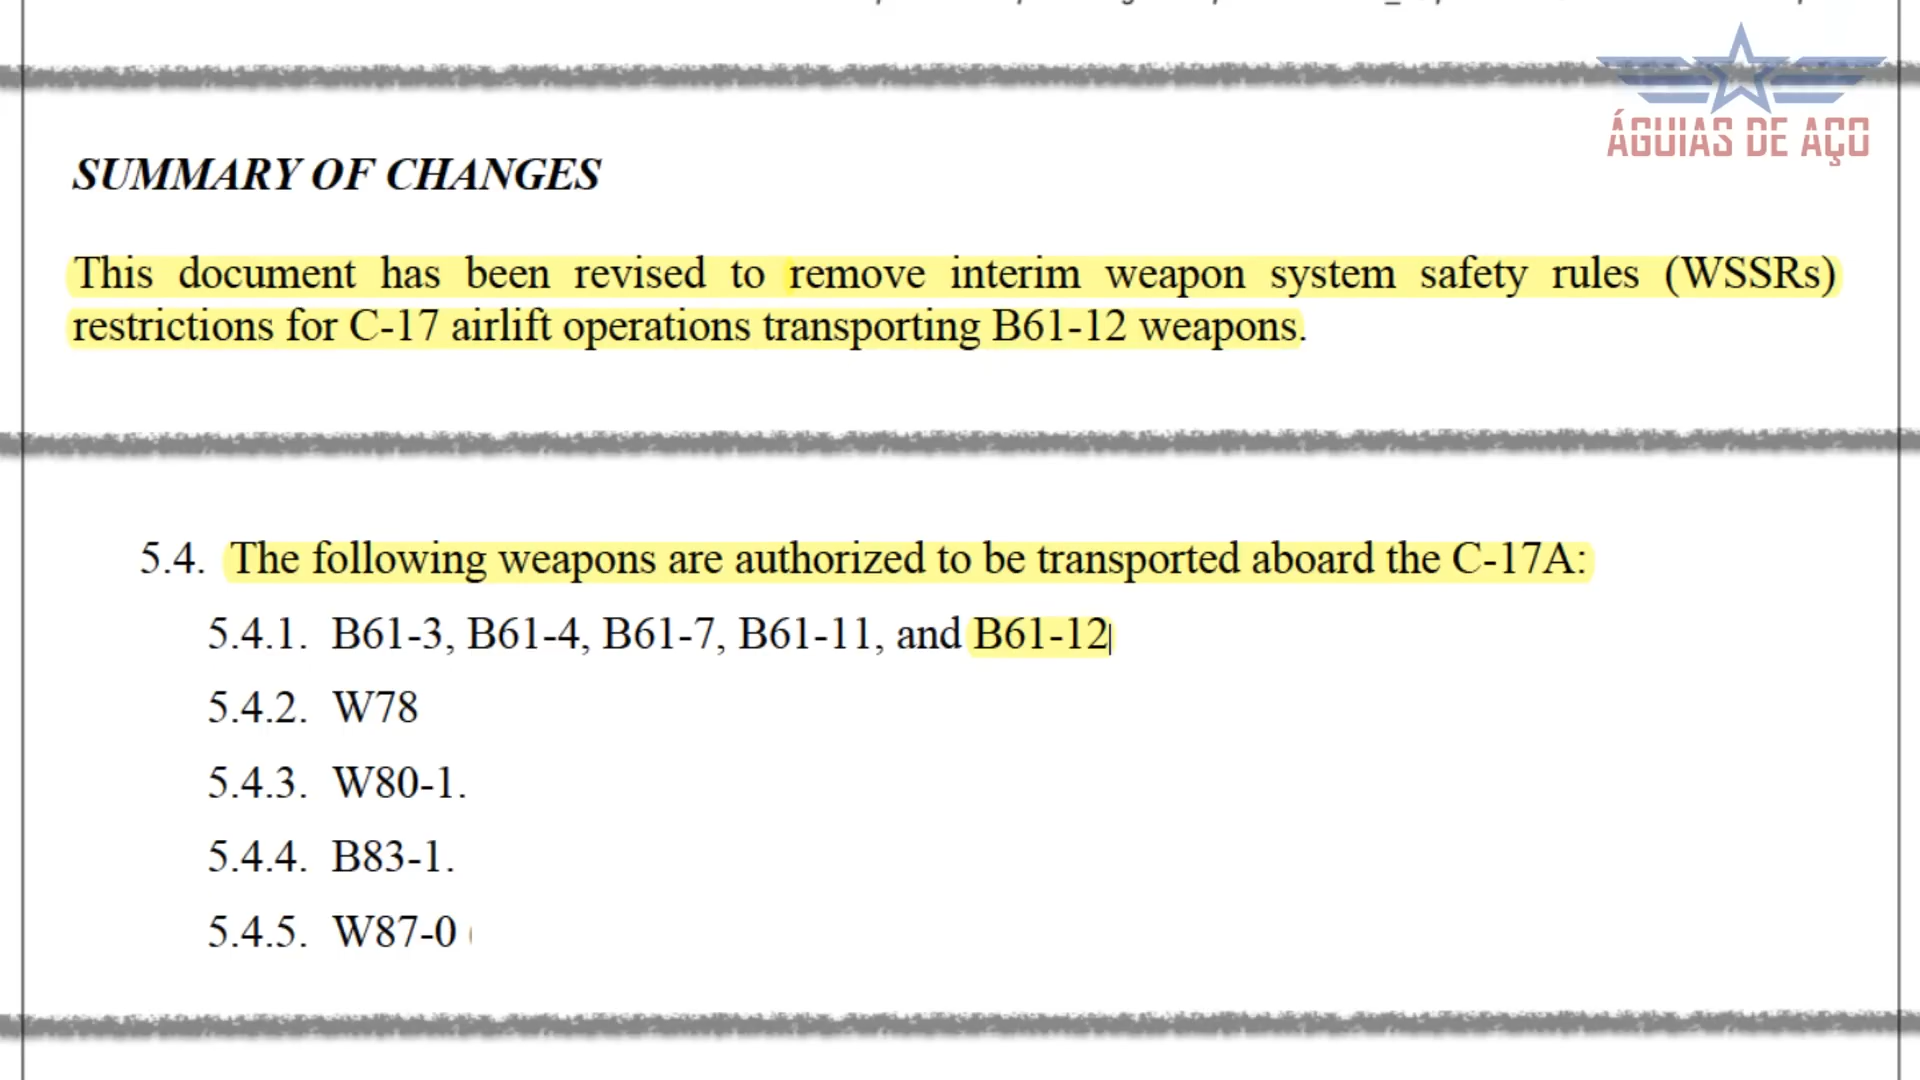 ÁGUIAS DE AÇO
SUMMARY OF CHANGES
This document has been revised to remove interim weapon system safety rules (WSSRs)
restrictions for C-17 airlift operations transporting B61-12 weapons.
5.4. The following weapons are authorized to be transported aboard the C-17A:
5.4.1. B61-3, B61-4, B61-7, B61-11, and B61-12
5.4.2. W78
5.4.3. W80-1.
5.4.4. B83-1.
5.4.5. W87-0